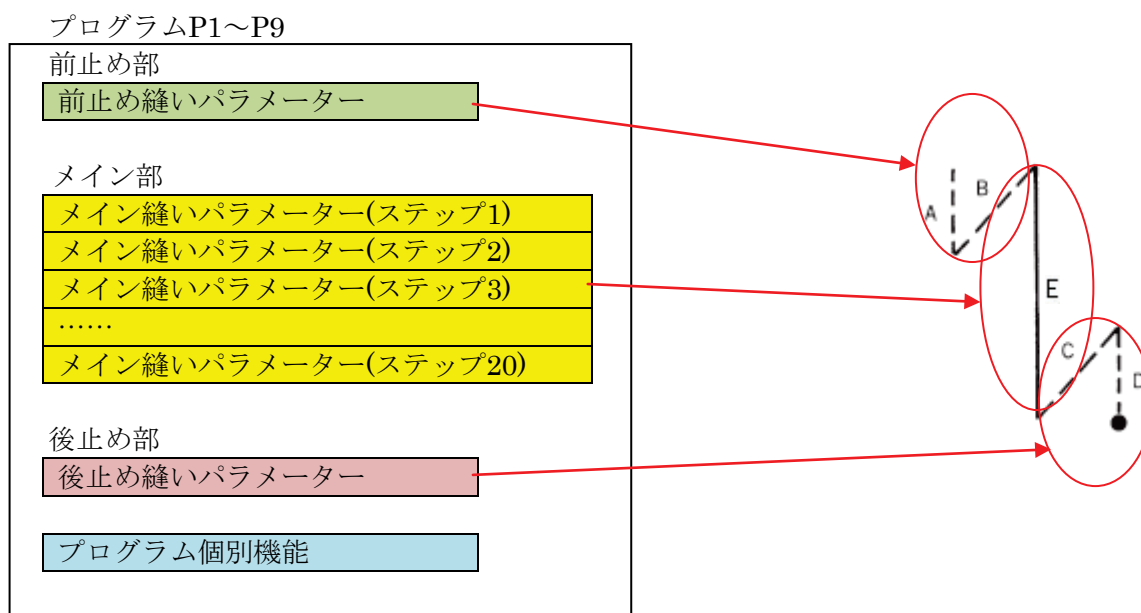 プログラムP1～P9
前止め部
前止め縫いパラメーター
メイン部
メイン縫いパラメーター(ステップ1)
メイン縫いパラメーター(ステップ2)
メイン縫いパラメーター(ステップ3)
……
メイン縫いパラメーター(ステップ20)
後止め部
後止め縫いパラメーター
プログラム個別機能
A
B
E
C
D